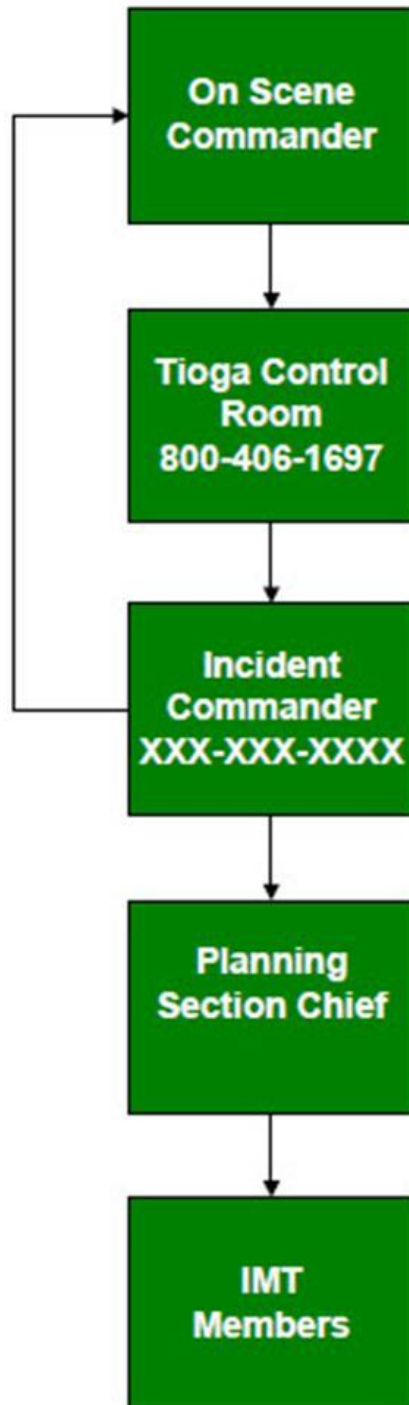 On Scene
Commander
Tioga Control
Room
800-406-1697
Incident
Commander
XXX-XXX-XXXX
Planning
Section Chief
IMT
Members